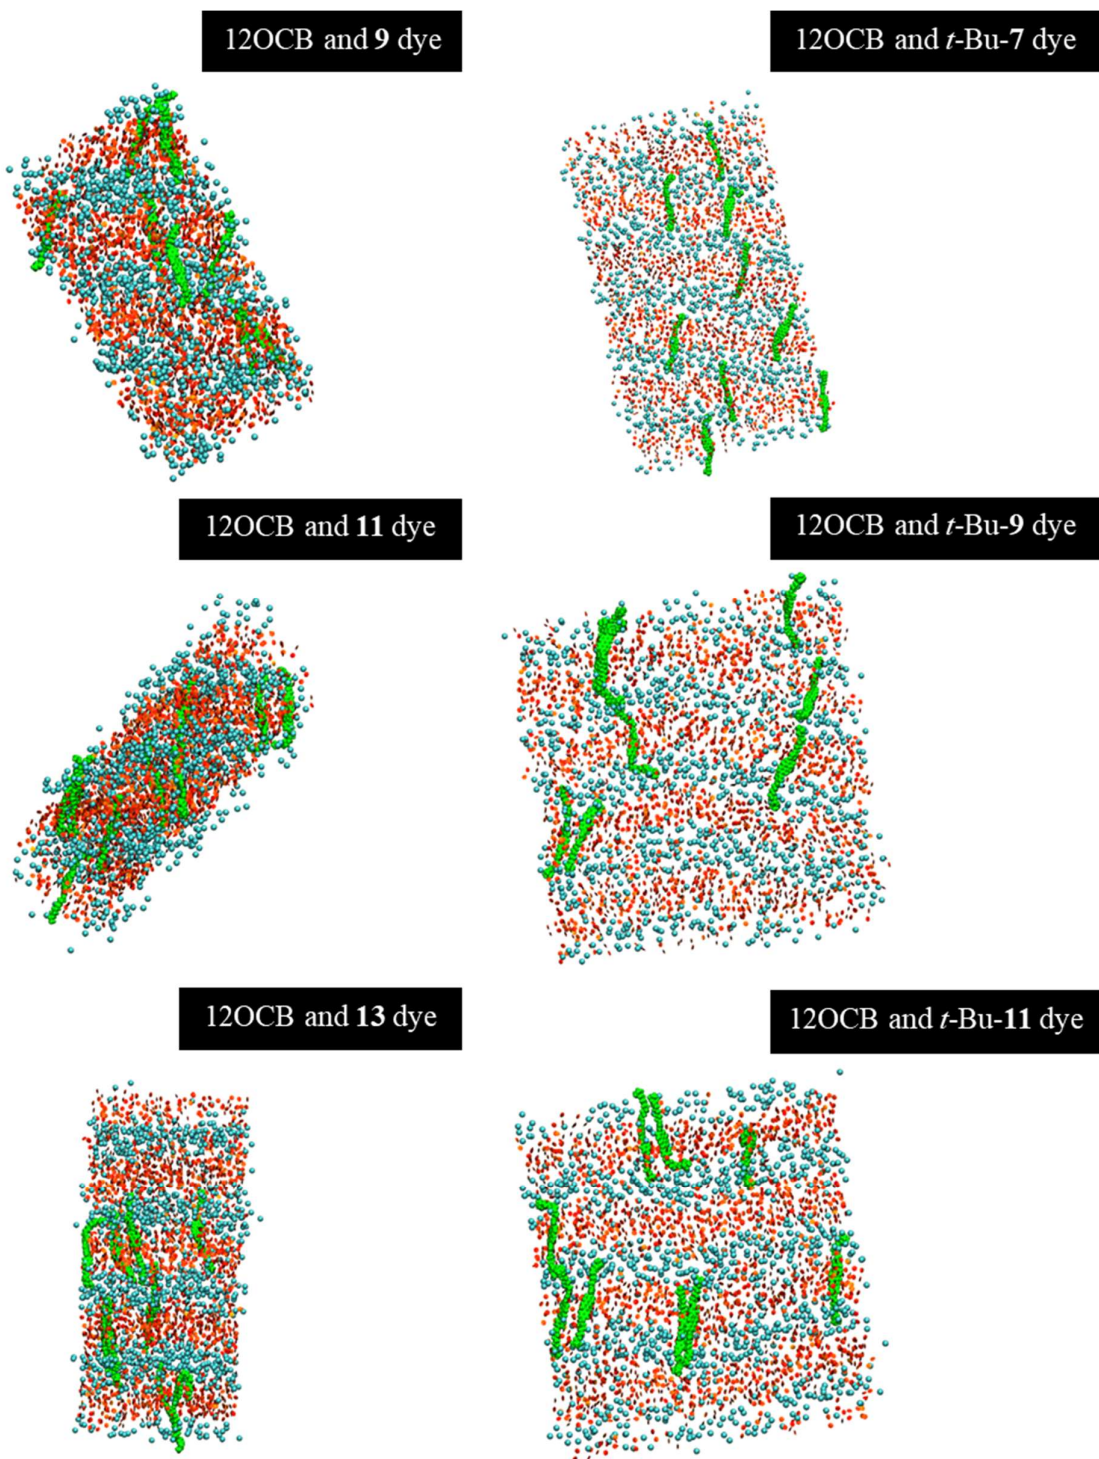 12OCB and 9 dye
12OCB and t-Bu-7 dye
12OCB and 11 dye
12OCB and t-Bu-9 dye
12OCB and 13 dye
12OCB and t-Bu-11 dye